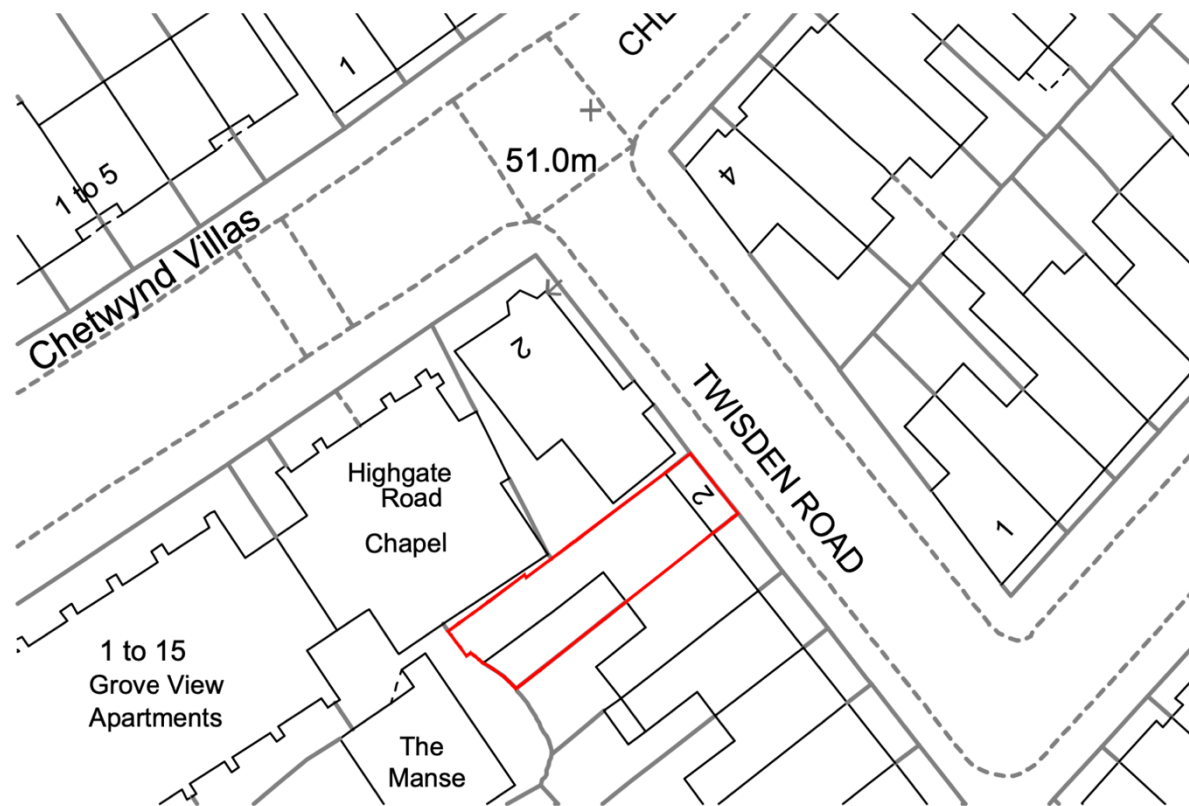 CHE
1
51.0m
1 to 5
4
Chetwynd Villas
2
TWISDEN ROAD
Highgate
Road
Chapel
2
1
1 to 15
Grove View
Apartments
The
Manse